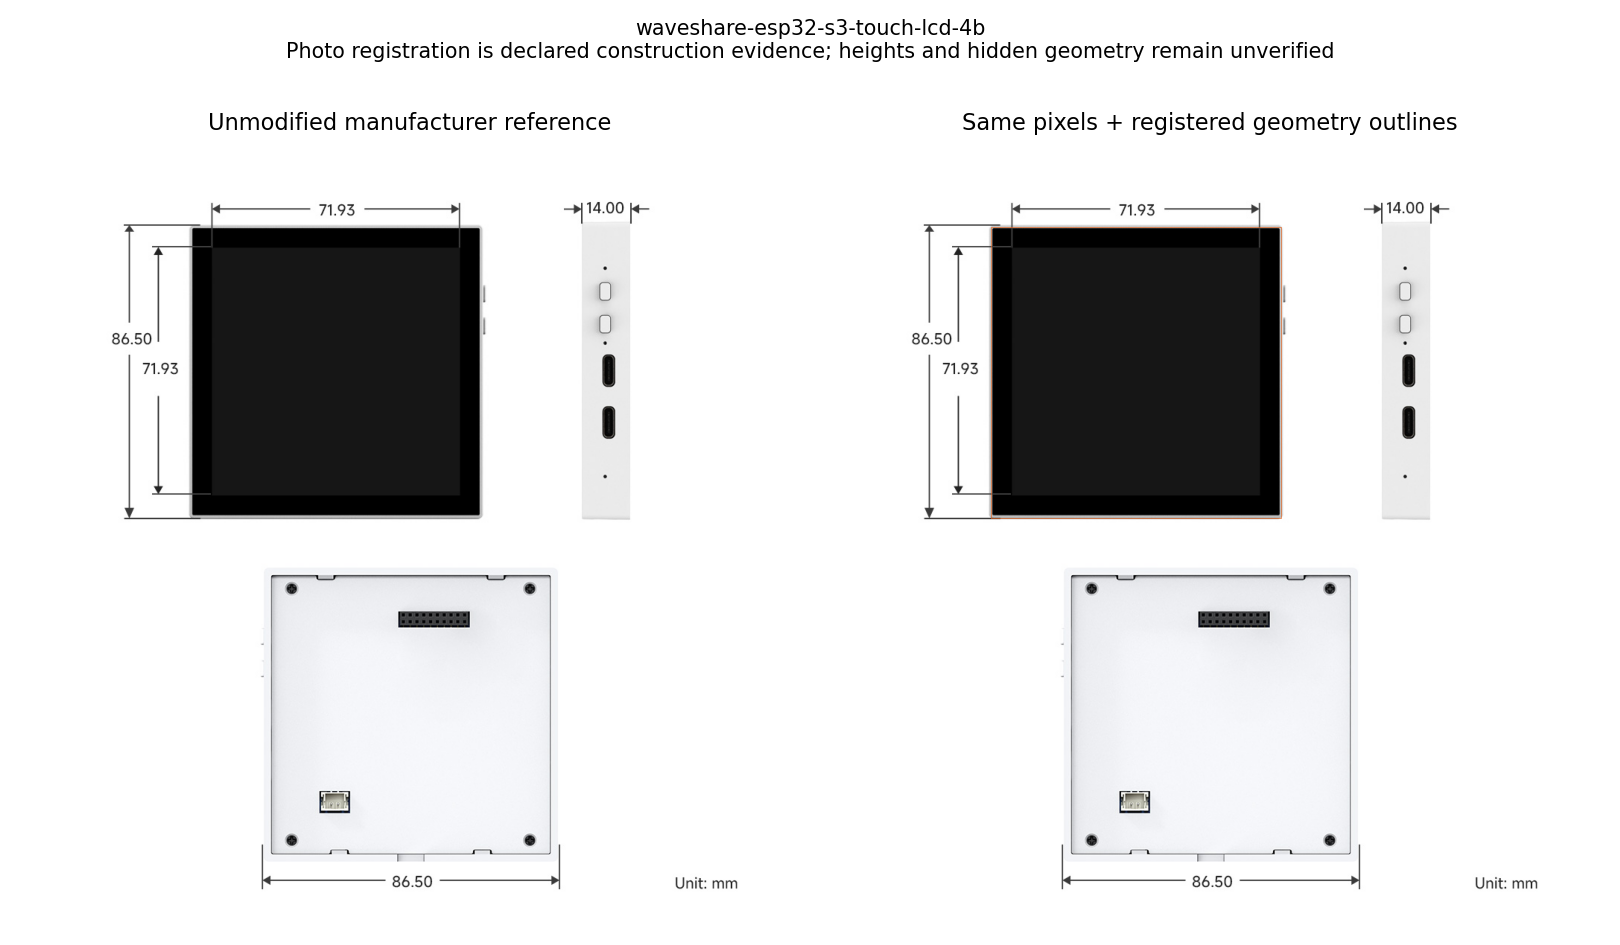 waveshare-esp32-s3-touch-lcd-4b
Photo registration is declared construction evidence; heights and hidden geometry remain unverified
Unmodified manufacturer reference
71.93
14.00
86.50
71.93
86.50
Unit: mm
Same pixels + registered geometry outlines
71.93
14.00
86.50
71.93
86.50
Unit: mm